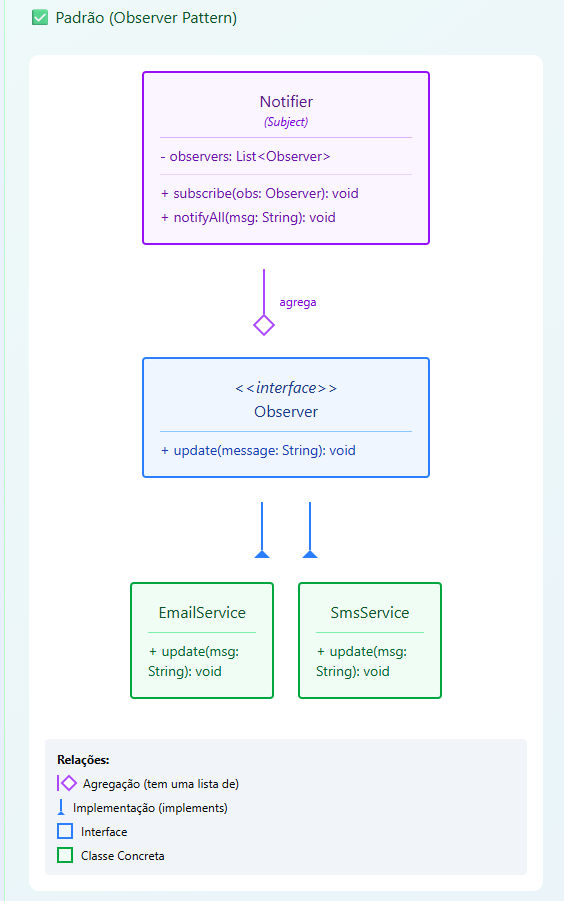 ✅ Padrão (Observer Pattern)
Notifier
(Subject)
- observers: List<Observer>
+ subscribe(obs: Observer): void
+ notifyAll(msg: String): void
agrega
<<interface>>
Observer
+ update(message: String): void
EmailService
+ update(msg:
String): void
SmsService
+ update(msg:
String): void
Relações:
Agregação (tem uma lista de)
Implementação (implements)
Interface
Classe Concreta